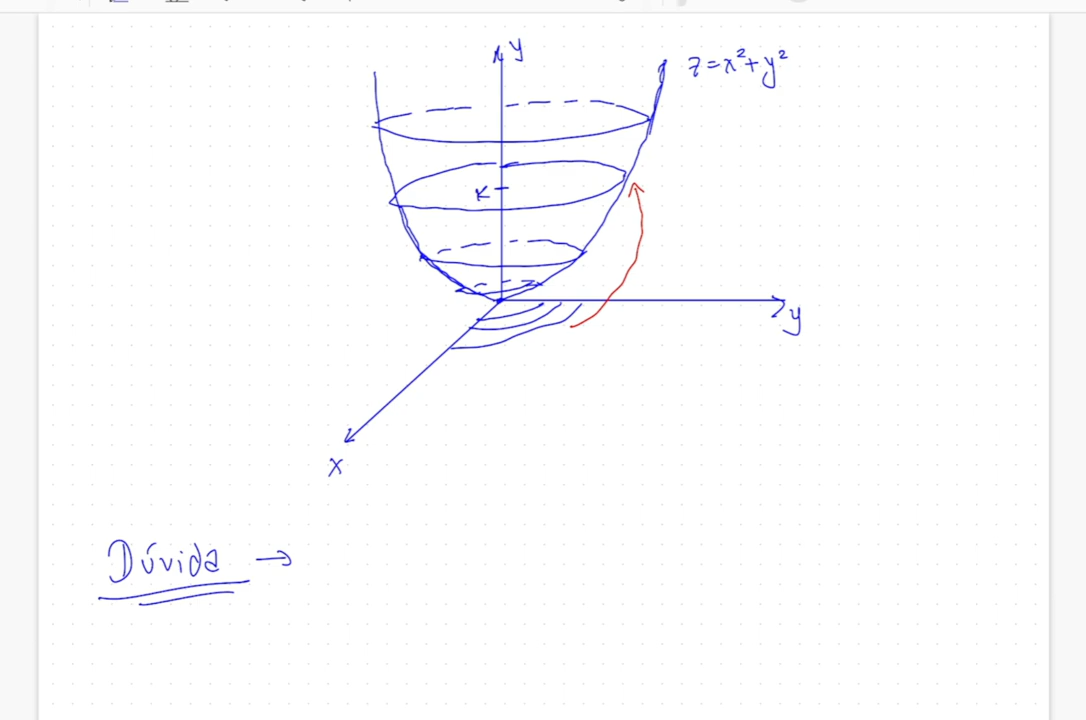 y
z=x²+y²
K
y
x
Dúvida →